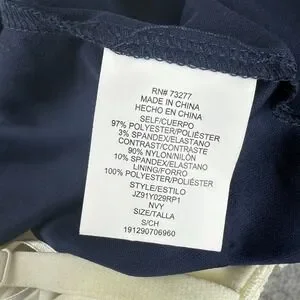 RN# 73277
MADE IN CHINA
HECHO EN CHINA
SELF/CUERPO
97% POLYESTER/POLIÉSTER
3% SPANDEX/ELASTANO
CONTRAST/CONTRASTE
90% NYLON/NILÓN
10% SPANDEX/ELASTANO
LINING/FORRO
100% POLYESTER/POLIÉSTER
STYLE/ESTILO
JZ91Y029RP1
NVY
SIZE/TALLA
S/CH
191290706960